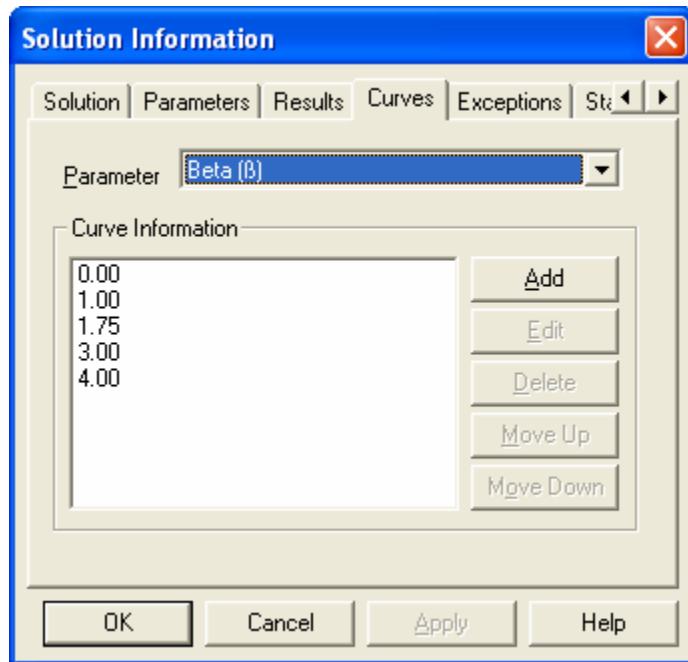 Solution Information
Solution Parameters Results Curves Exceptions
Parameter Beta (ß)
Curve Information
0.00
1.00
1.75
3.00
4.00
Add
Edit
Delete
Move Up
Move Down
OK Cancel Apply Help